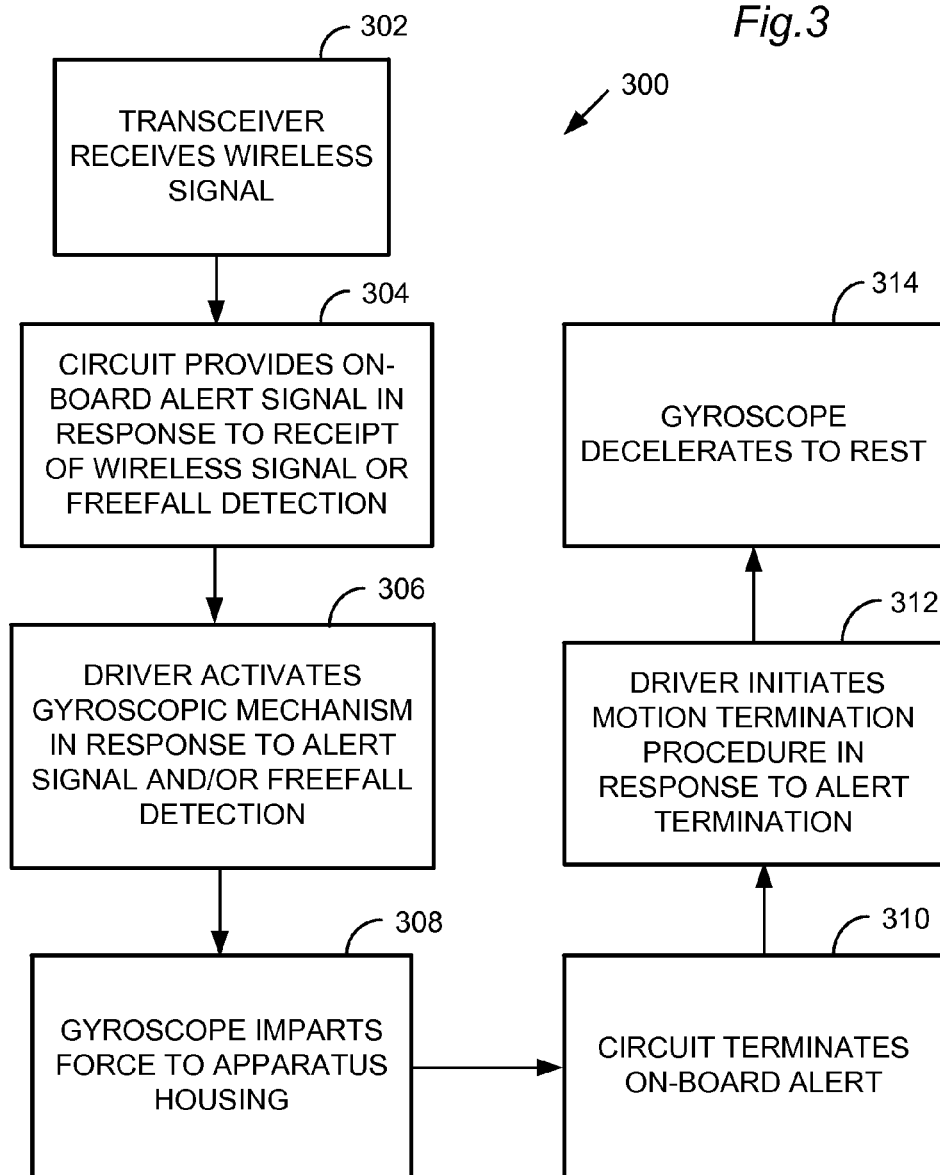 Fig.3
300
302
TRANSCEIVER
RECEIVES WIRELESS
SIGNAL
304
CIRCUIT PROVIDES ON-
BOARD ALERT SIGNAL IN
RESPONSE TO RECEIPT
OF WIRELESS SIGNAL OR
FREEFALL DETECTION
306
DRIVER ACTIVATES
GYROSCOPIC MECHANISM
IN RESPONSE TO ALERT
SIGNAL AND/OR FREEFALL
DETECTION
308
GYROSCOPE IMPARTS
FORCE TO APPARATUS
HOUSING
310
CIRCUIT TERMINATES
ON-BOARD ALERT
312
DRIVER INITIATES
MOTION TERMINATION
PROCEDURE IN
RESPONSE TO ALERT
TERMINATION
314
GYROSCOPE
DECELERATES TO REST